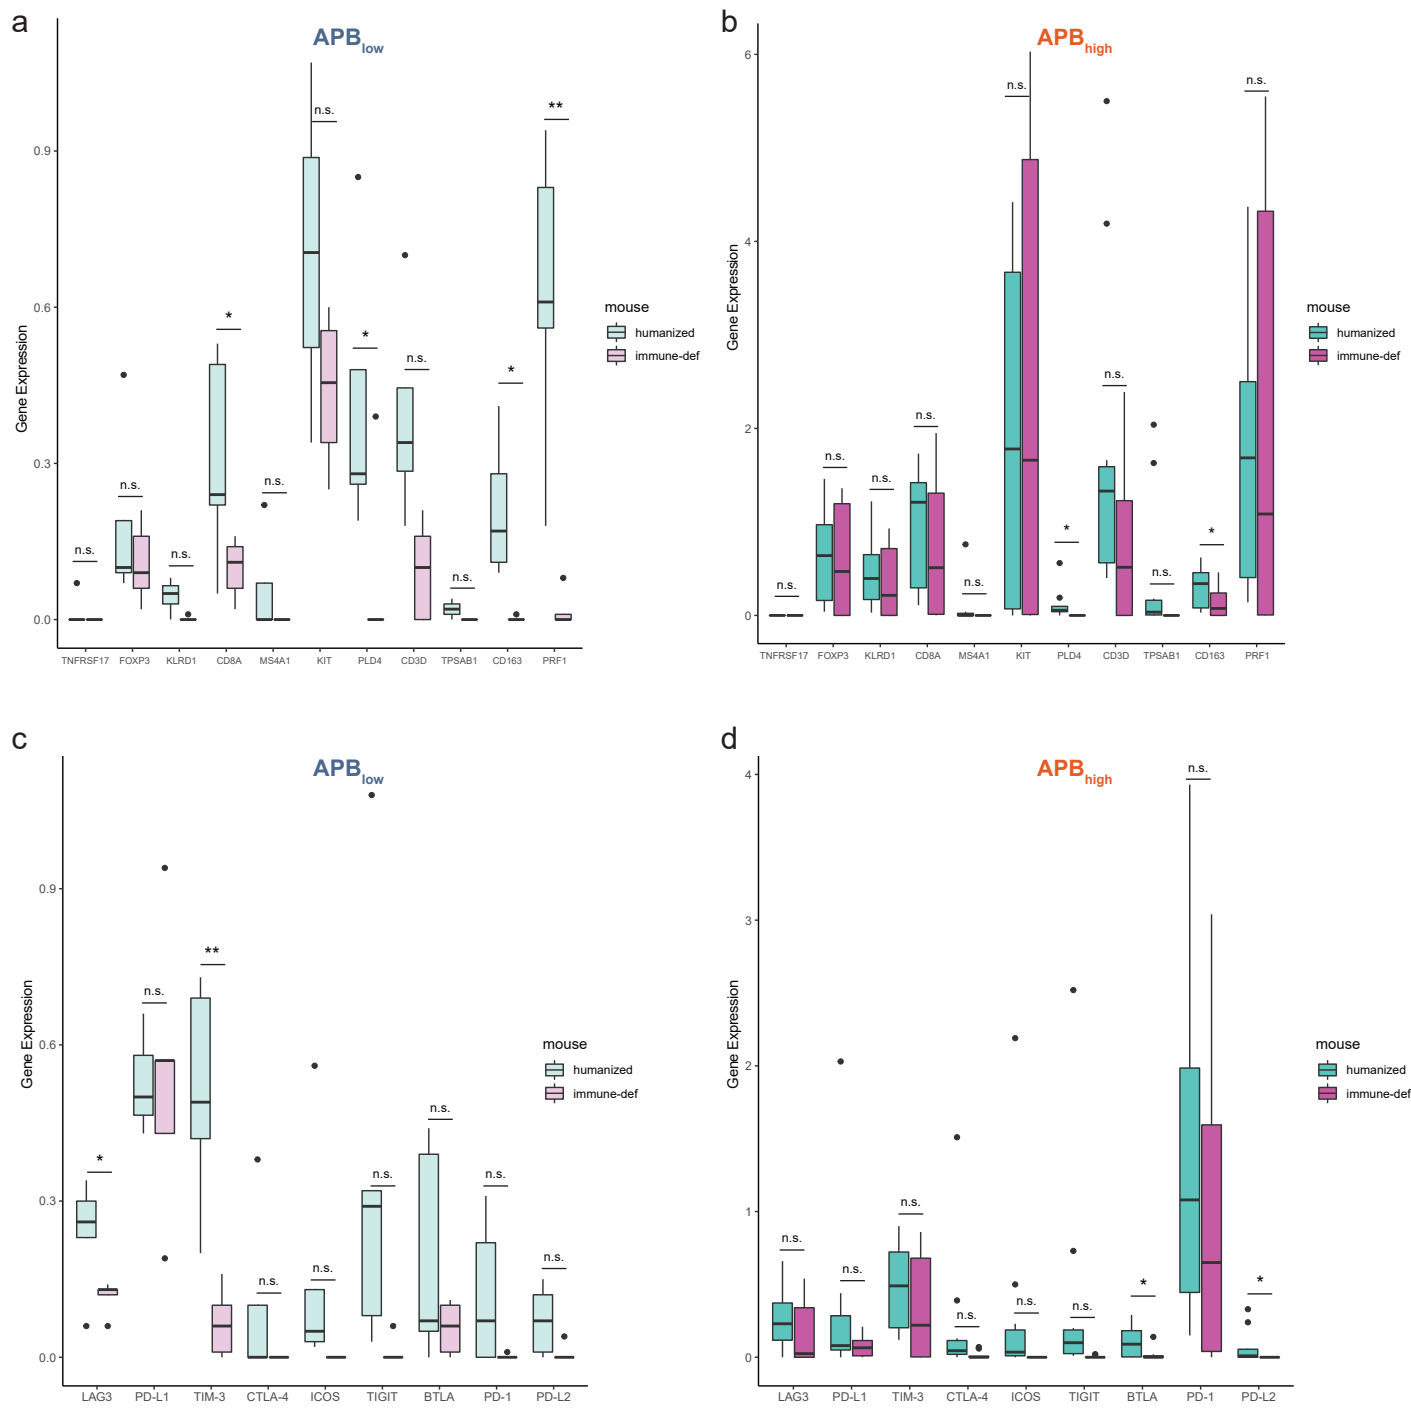 a
APBlow
Gene Expression
0.9
0.6
0.3
0.0
n.s.
n.s.
n.s.
*
n.s.
n.s.
*
n.s.
n.s.
*
**
TNFRSF17 FOXP3 KLRD1 CD8A MS4A1 KIT PLD4 CD3D TPSAB1 CD163 PRF1
mouse
humanized
immune-def
b
APBhigh
Gene Expression
6
4
2
0
n.s.
n.s.
n.s.
n.s.
n.s.
n.s.
*
n.s.
n.s.
*
n.s.
TNFRSF17 FOXP3 KLRD1 CD8A MS4A1 KIT PLD4 CD3D TPSAB1 CD163 PRF1
mouse
humanized
immune-def
c
APBlow
Gene Expression
0.9
0.6
0.3
0.0
*
n.s.
**
n.s.
n.s.
n.s.
n.s.
n.s.
n.s.
LAG3 PD-L1 TIM-3 CTLA-4 ICOS TIGIT BTLA PD-1 PD-L2
mouse
humanized
immune-def
d
APBhigh
Gene Expression
4
3
2
1
0
n.s.
n.s.
n.s.
n.s.
n.s.
n.s.
*
n.s.
*
LAG3 PD-L1 TIM-3 CTLA-4 ICOS TIGIT BTLA PD-1 PD-L2
mouse
humanized
immune-def